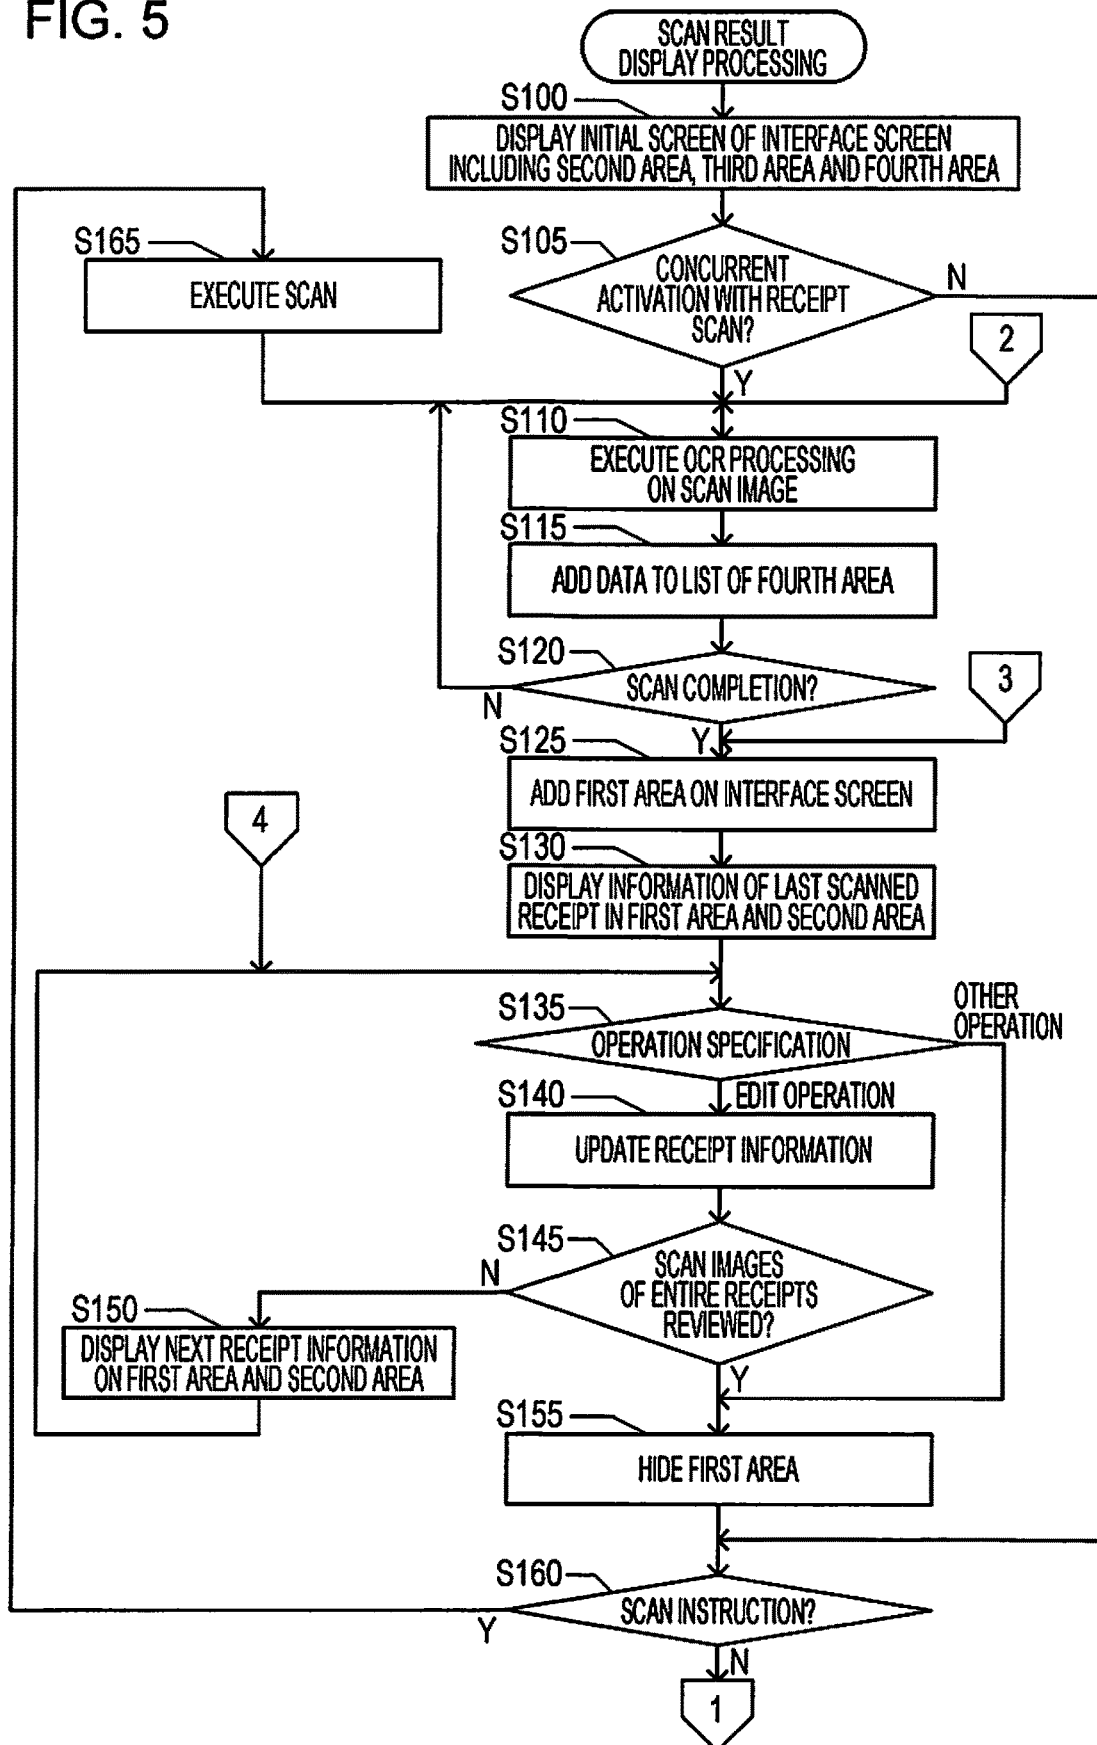 FIG. 5
SCAN RESULT
DISPLAY PROCESSING
S100
DISPLAY INITIAL SCREEN OF INTERFACE SCREEN
INCLUDING SECOND AREA, THIRD AREA AND FOURTH AREA
S165
EXECUTE SCAN
S105
CONCURRENT
ACTIVATION WITH RECEIPT
SCAN?
N
Y
2
S110
EXECUTE OCR PROCESSING
ON SCAN IMAGE
S115
ADD DATA TO LIST OF FOURTH AREA
S120
SCAN COMPLETION?
N
Y
3
S125
ADD FIRST AREA ON INTERFACE SCREEN
4
S130
DISPLAY INFORMATION OF LAST SCANNED
RECEIPT IN FIRST AREA AND SECOND AREA
S135
OPERATION SPECIFICATION
OTHER
OPERATION
EDIT OPERATION
S140
UPDATE RECEIPT INFORMATION
S145
SCAN IMAGES
OF ENTIRE RECEIPTS
REVIEWED?
N
Y
S150
DISPLAY NEXT RECEIPT INFORMATION
ON FIRST AREA AND SECOND AREA
S155
HIDE FIRST AREA
S160
SCAN INSTRUCTION?
Y
N
1